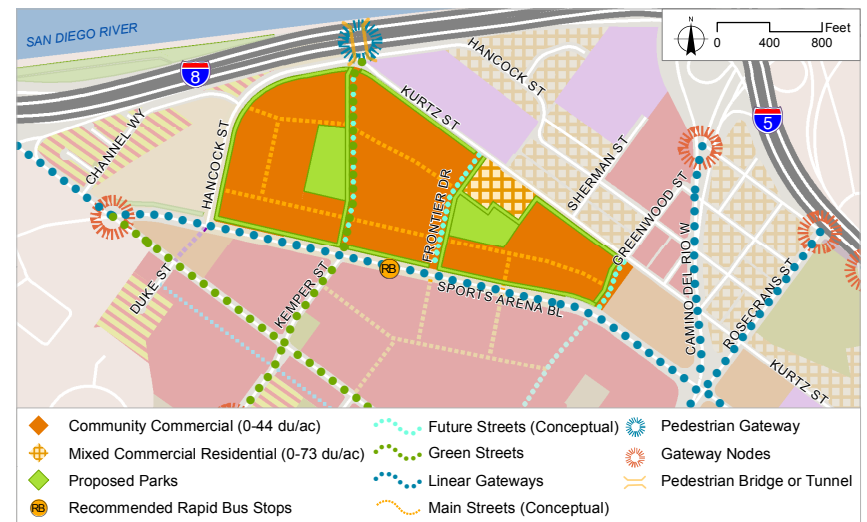 SAN DIEGO RIVER
8
N
Feet
0 400 800
HANCOCK ST
KURTZ ST
5
CHANNEL WY
HANCOCK ST
SHERMAN ST
FRONTIER DR
GREENWOOD ST
CAMINO DEL RIO W
ROSECRANS ST
DUKE ST
KEMPER ST
RB
SPORTS ARENA BL
KURTZ ST
Community Commercial (0-44 du/ac)
Mixed Commercial Residential (0-73 du/ac)
Proposed Parks
RB Recommended Rapid Bus Stops
Future Streets (Conceptual)
Green Streets
Linear Gateways
Main Streets (Conceptual)
Pedestrian Gateway
Gateway Nodes
Pedestrian Bridge or Tunnel